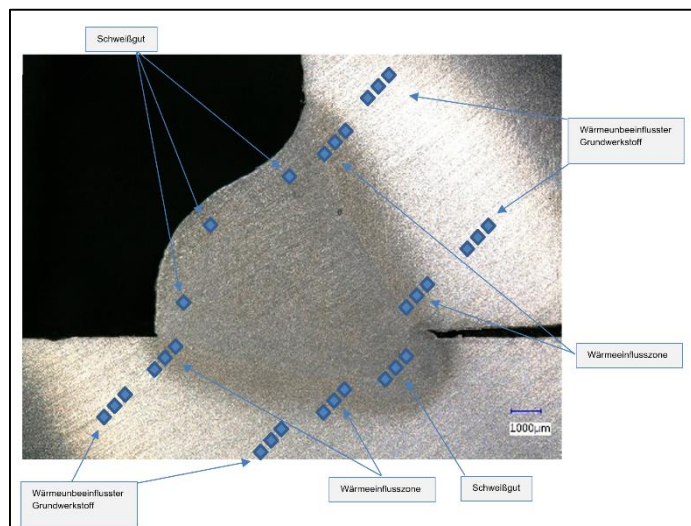 Schweißgut
Wärmeunbeeinflusster
Grundwerkstoff
Wärmeeinflusszone
1000µm
Wärmeunbeeinflusster
Grundwerkstoff
Wärmeeinflusszone
Schweißgut